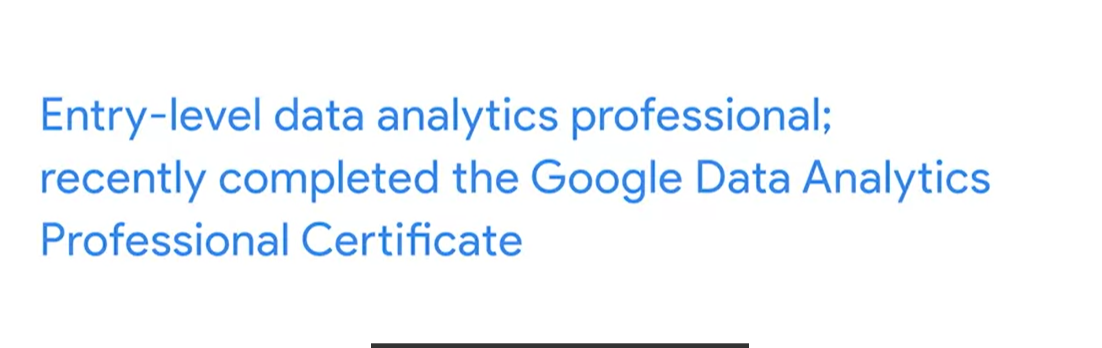 Entry-level data analytics professional;
recently completed the Google Data Analytics
Professional Certificate